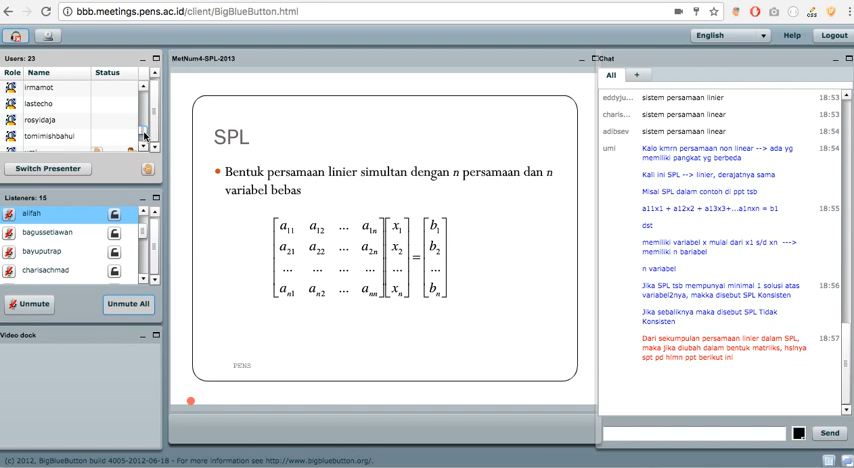 bbb.meetings.pens.ac.id/client/BigBlueButton.html
css
English
Help
Logout
Users: 23
Role Name Status
irmamot
lastecho
rosyidaja
tomimishbahul
Switch Presenter
Listeners: 15
alifah
bagussetiawan
bayuputrap
charisachmad
Unmute
Unmute All
Video dock
MetNum4-SPL-2013
SPL
Bentuk persamaan linier simultan dengan n persamaan dan n
variabel bebas
a11 a12 ... a1n x1 b1
a21 a22 ... a2n x2 = b2
... ... ... ... ... ...
an1 an2 ... ann xn bn
PENS
Chat
All +
eddyju... sistem persamaan linier 18:53
charis... sistem persamaan linear 18:53
adibsev sistem persamaan linear 18:54
umi Kalo kmrn persamaan non linear --> ada yg 18:54
memiliki pangkat yg berbeda
Kali ini SPL --> linier, derajatnya sama
Misal SPL dalam contoh di ppt tsb
a11x1 + a12x2 + a13x3+...a1nxn = b1 18:55
dst
memiliki variabel x mulai dari x1 s/d xn --->
memiliki n bariabel
n variabel
Jika SPL tsb mempunyai minimal 1 solusi atas 18:56
variabel2nya, makka disebut SPL Konsisten
Jika sebaliknya maka disebut SPL Tidak
Konsisten
Dari sekumpulan persamaan linier dalam SPL, 18:57
maka jika diubah dalam bentuk matriiks, hslnya
spt pd hlmn ppt berikut ini
Send
(c) 2012, BigBlueButton build 4005-2012-06-18 - For more information see http://www.bigbluebutton.org/.